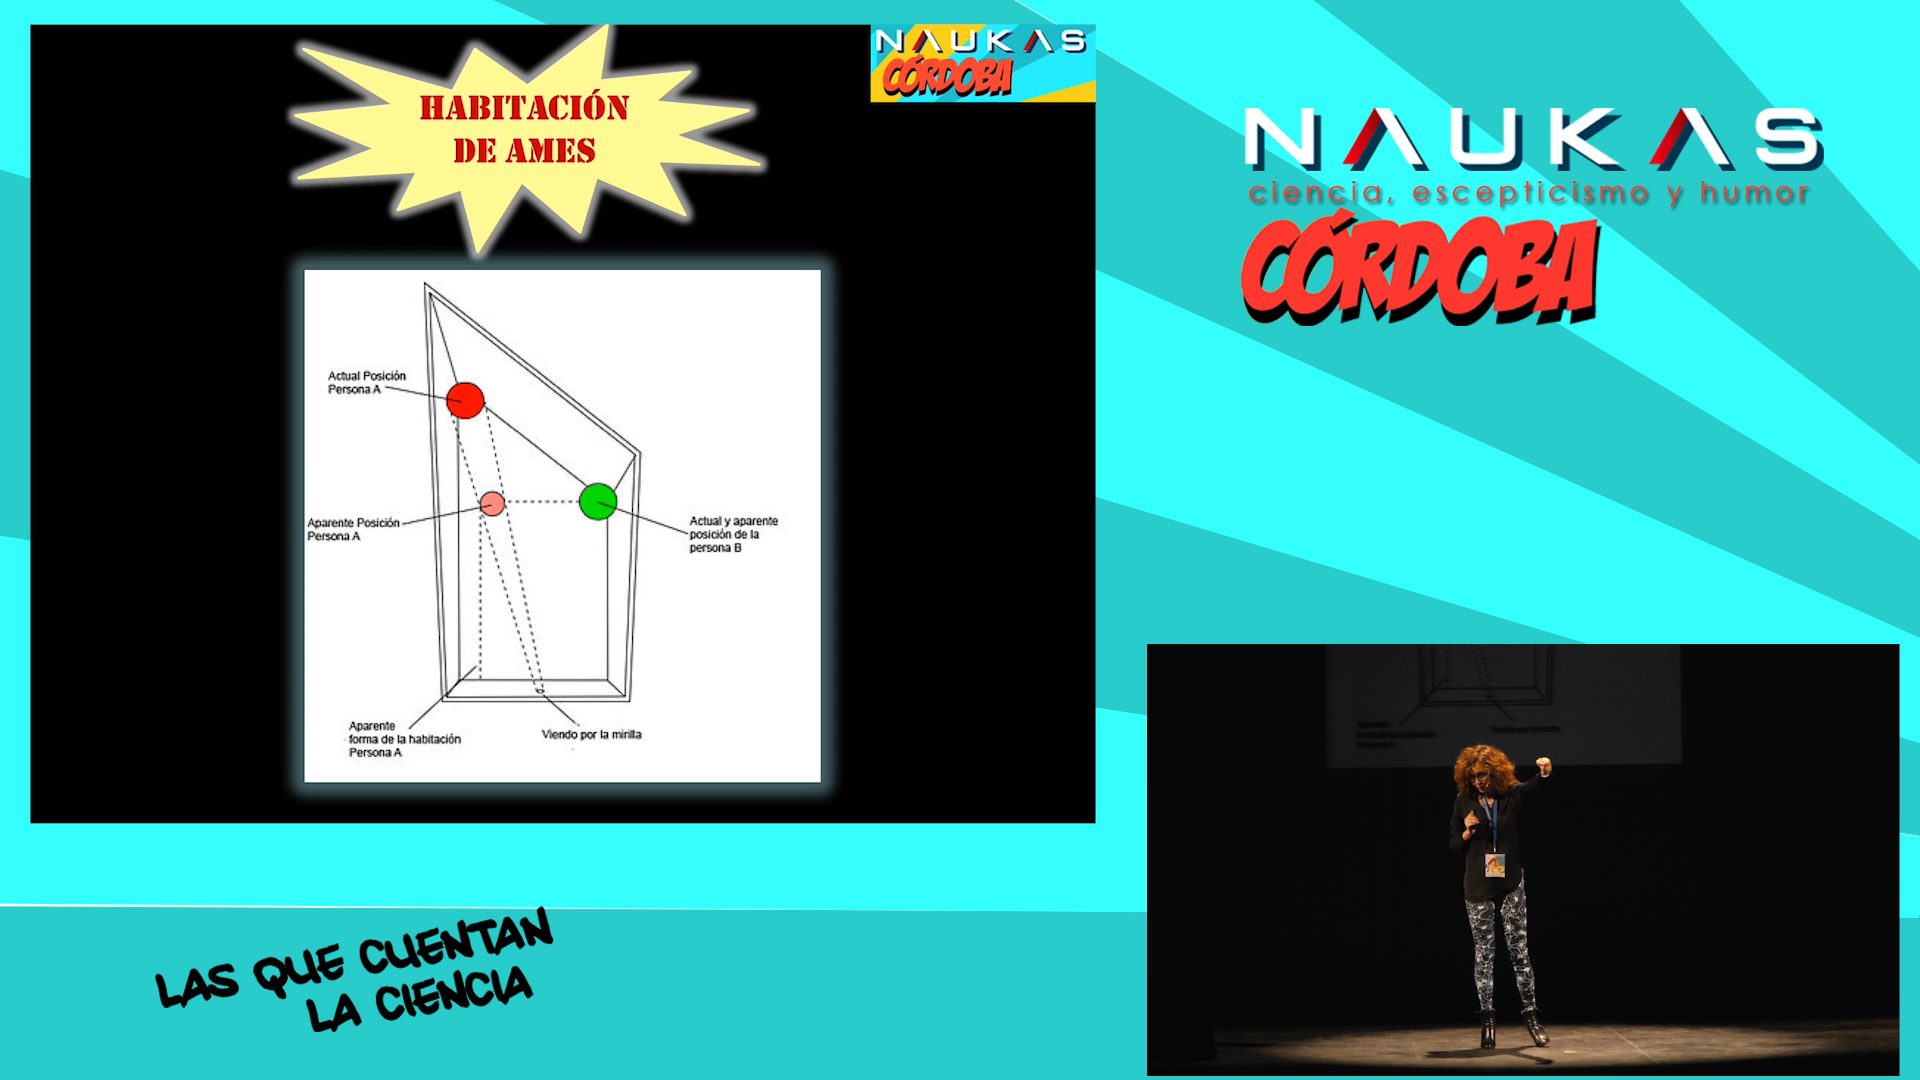 HABITACIÓN
DE AMES
NAUKAS
CÓRDOBA
Actual Posición
Persona A
Aparente Posición
Persona A
Actual y aparente
posición de la
persona B
Aparente
forma de la habitación
Persona A
Viendo por la mirilla
NAUKAS
ciencia, escepticismo y humor
CÓRDOBA
LAS QUE CUENTAN
LA CIENCIA